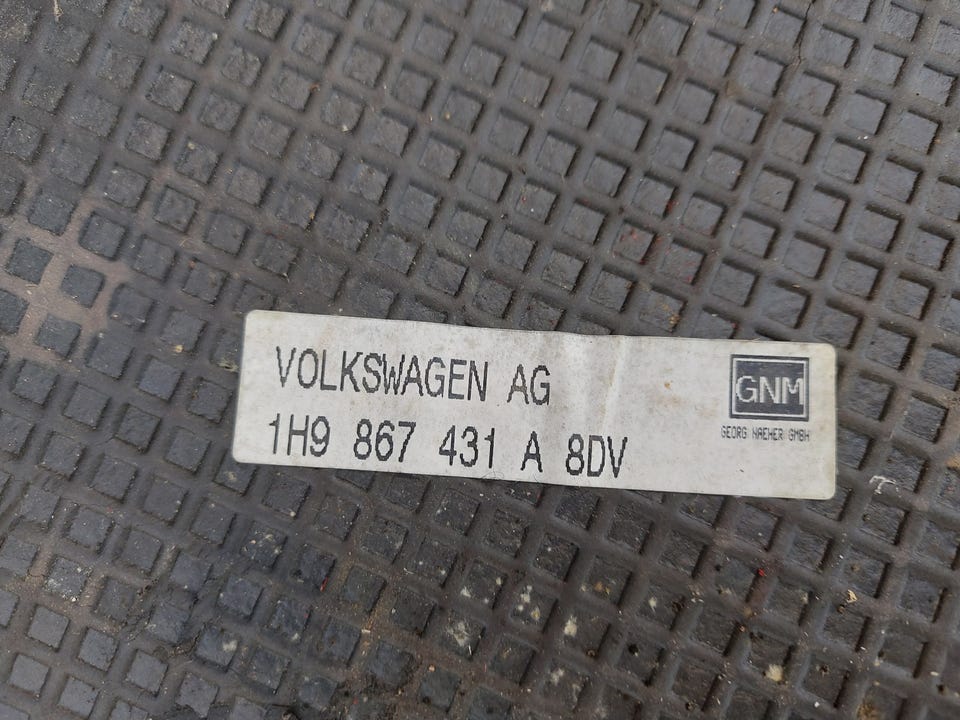 VOLKSWAGEN AG
1H9 867 431 A 8DV
GNM
GEORG NAEHER GMBH